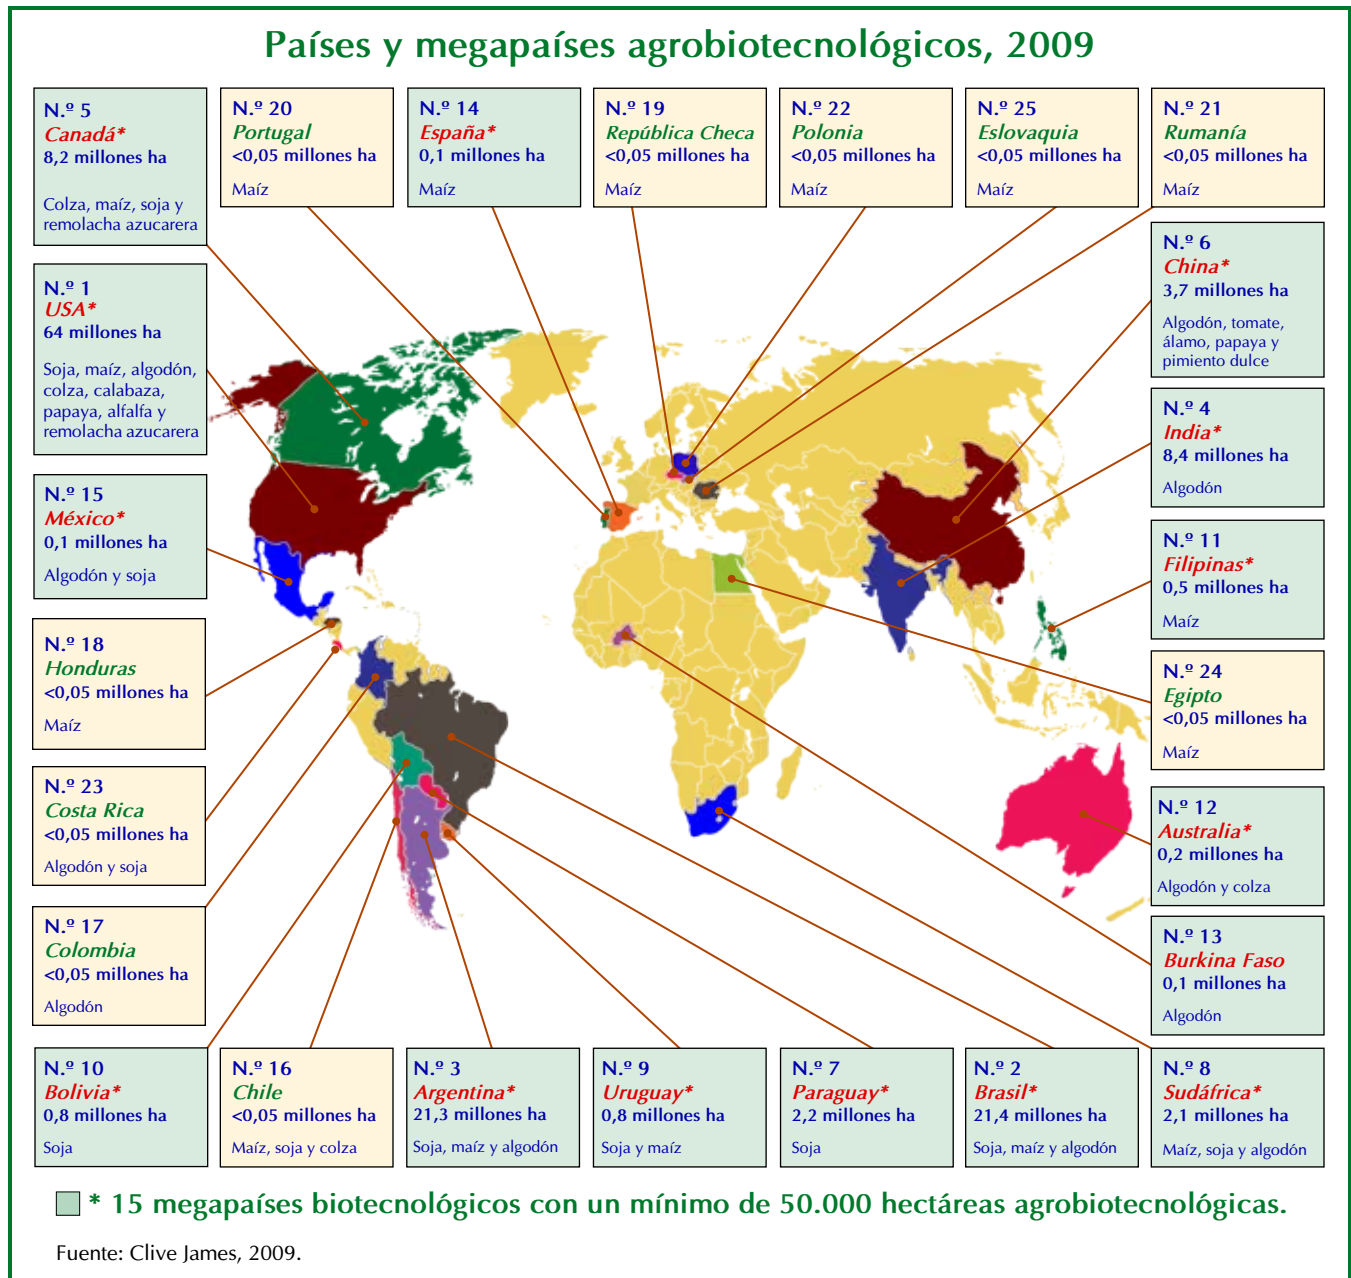 Países y megapaíses agrobiotecnológicos, 2009
N.º 5
Canadá*
8,2 millones ha
Colza, maíz, soja y
remolacha azucarera
N.º 20
Portugal
<0,05 millones ha
Maíz
N.º 14
España*
0,1 millones ha
Maíz
N.º 19
República Checa
<0,05 millones ha
Maíz
N.º 22
Polonia
<0,05 millones ha
Maíz
N.º 25
Eslovaquia
<0,05 millones ha
Maíz
N.º 21
Rumanía
<0,05 millones ha
Maíz
N.º 1
USA*
64 millones ha
Soja, maíz, algodón,
colza, calabaza,
papaya, alfalfa y
remolacha azucarera
N.º 6
China*
3,7 millones ha
Algodón, tomate,
álamo, papaya y
pimiento dulce
N.º 4
India*
8,4 millones ha
Algodón
N.º 15
México*
0,1 millones ha
Algodón y soja
N.º 11
Filipinas*
0,5 millones ha
Maíz
N.º 18
Honduras
<0,05 millones ha
Maíz
N.º 24
Egipto
<0,05 millones ha
Maíz
N.º 23
Costa Rica
<0,05 millones ha
Algodón y soja
N.º 12
Australia*
0,2 millones ha
Algodón y colza
N.º 17
Colombia
<0,05 millones ha
Algodón
N.º 13
Burkina Faso
0,1 millones ha
Algodón
N.º 10
Bolivia*
0,8 millones ha
Soja
N.º 16
Chile
<0,05 millones ha
Maíz, soja y colza
N.º 3
Argentina*
21,3 millones ha
Soja, maíz y algodón
N.º 9
Uruguay*
0,8 millones ha
Soja y maíz
N.º 7
Paraguay*
2,2 millones ha
Soja
N.º 2
Brasil*
21,4 millones ha
Soja, maíz y algodón
N.º 8
Sudáfrica*
2,1 millones ha
Maíz, soja y algodón
* 15 megapaíses biotecnológicos con un mínimo de 50.000 hectáreas agrobiotecnológicas.
Fuente: Clive James, 2009.